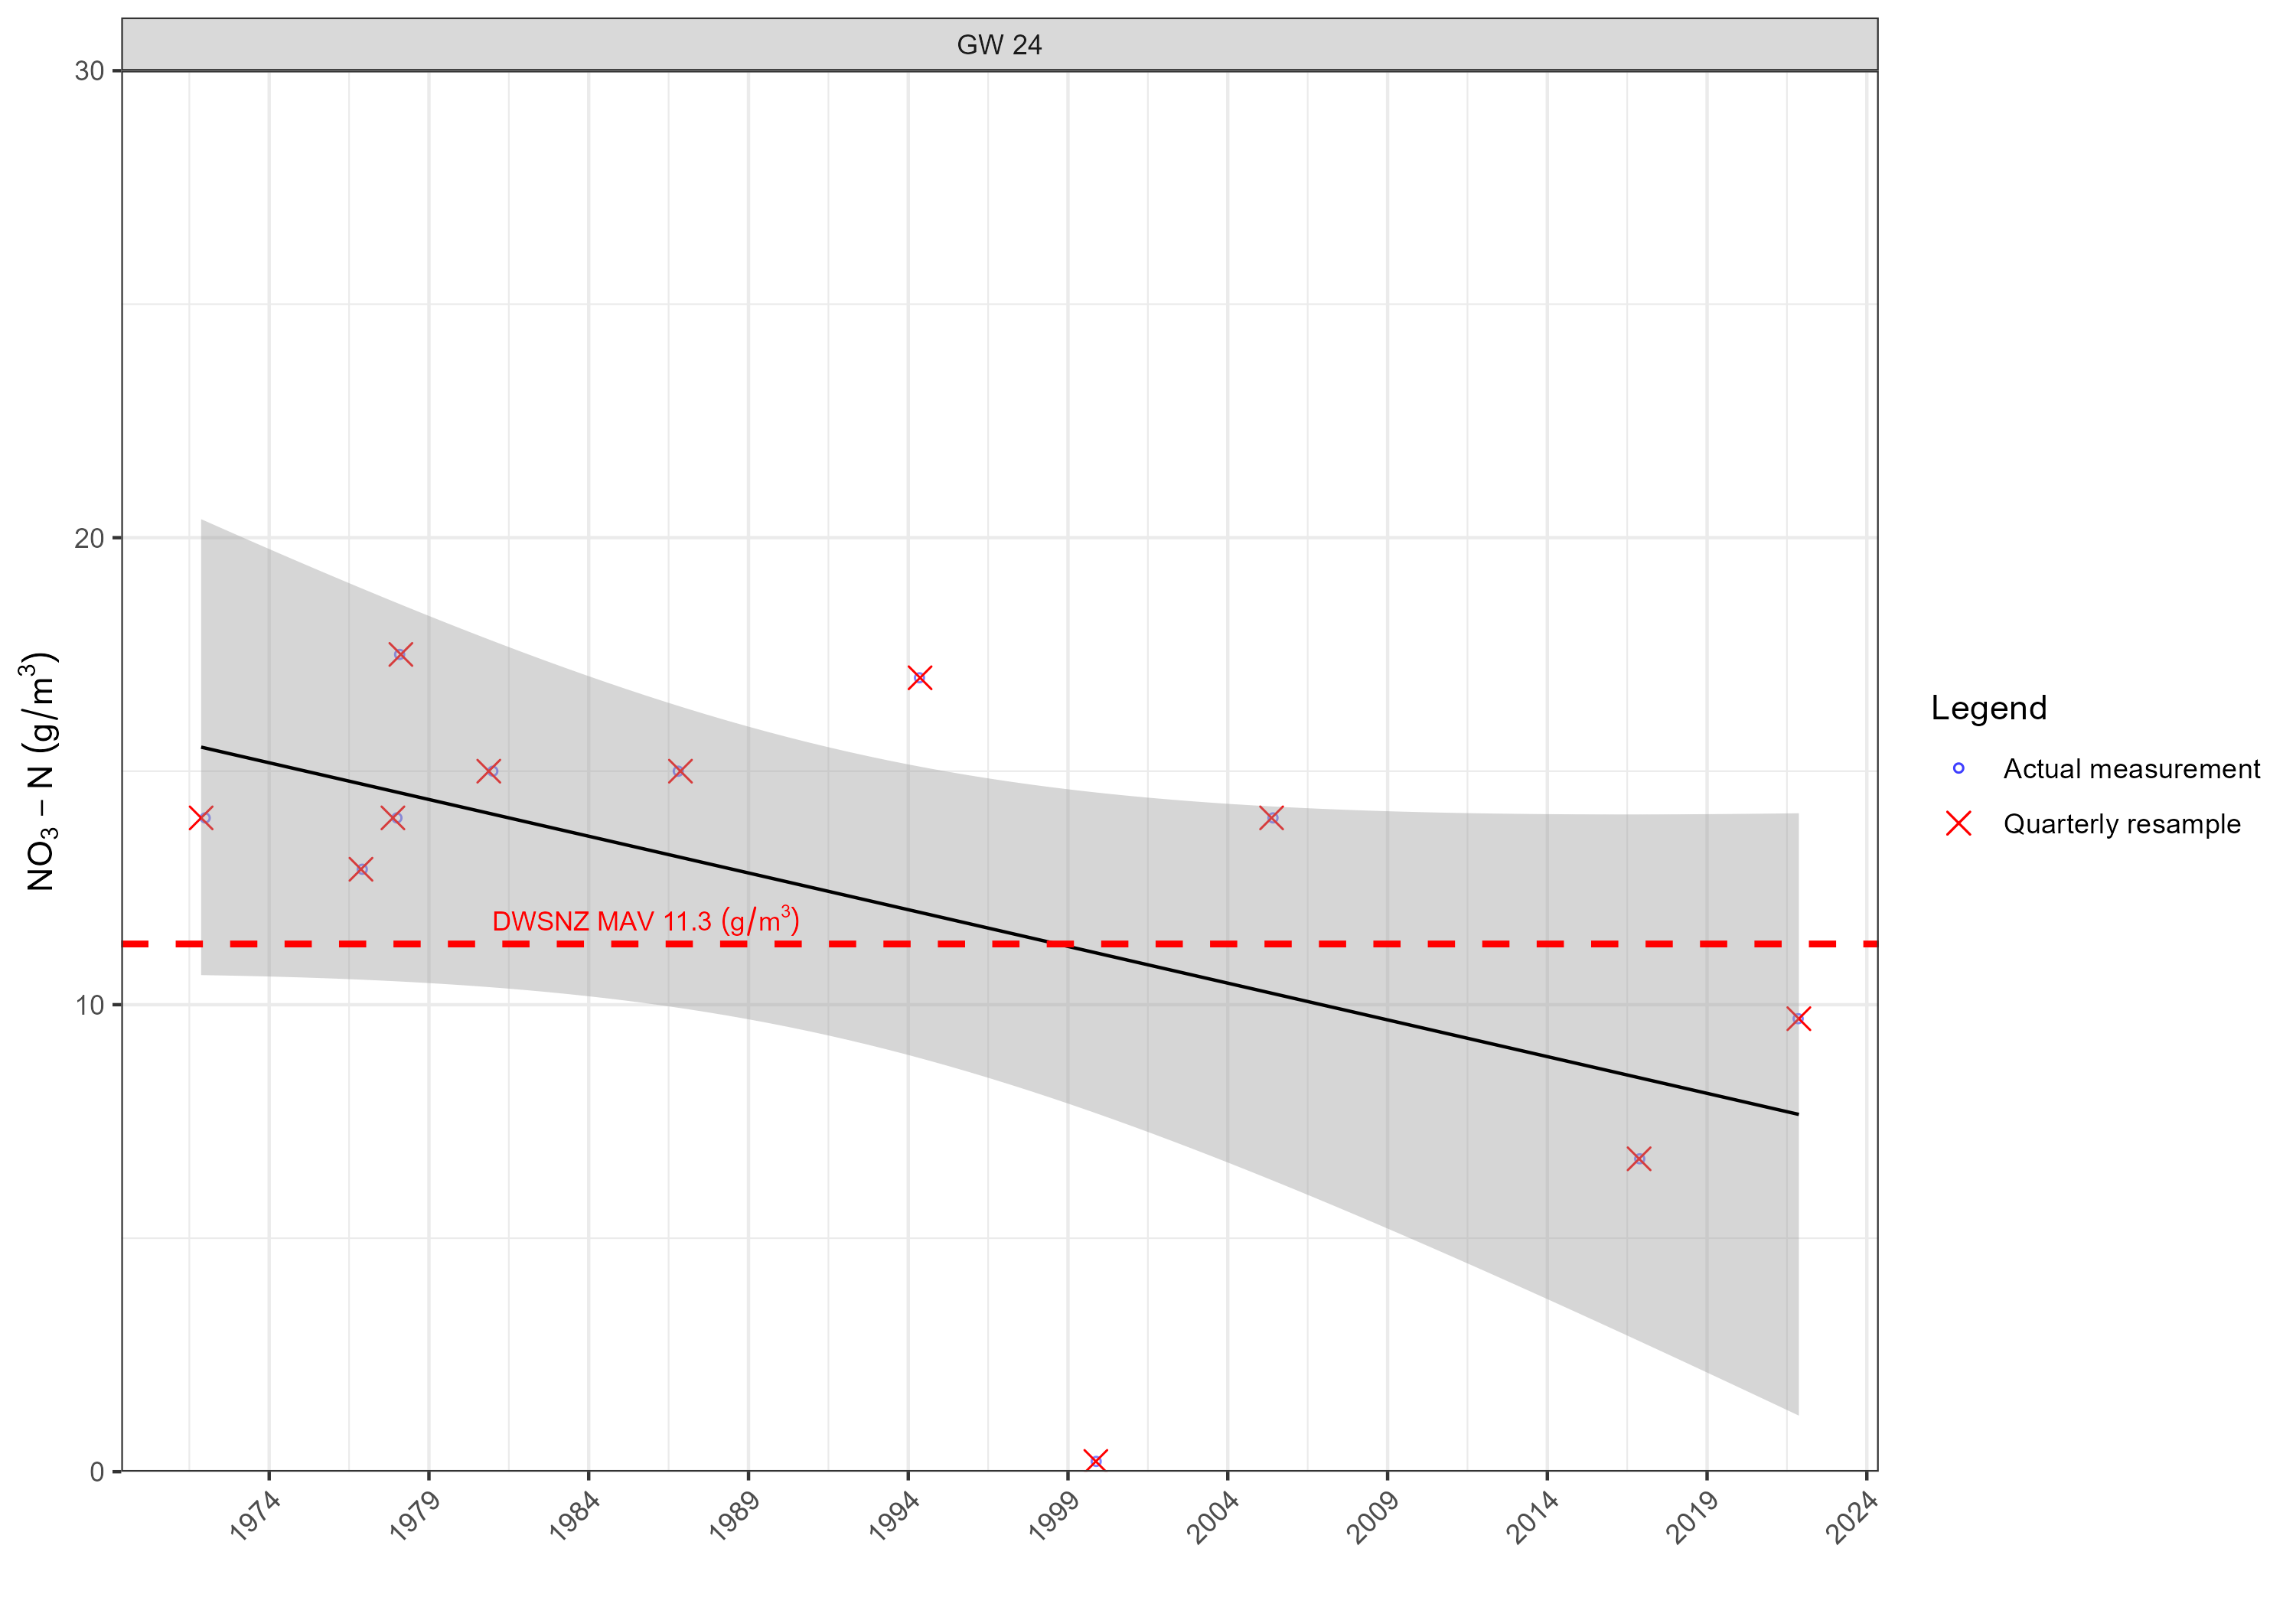 GW 24
30
20
10
0
NO₃ − N (g/m³)
DWSNZ MAV 11.3 (g/m³)
1974
1979
1984
1989
1994
1999
2004
2009
2014
2019
2024
Legend
Actual measurement
Quarterly resample